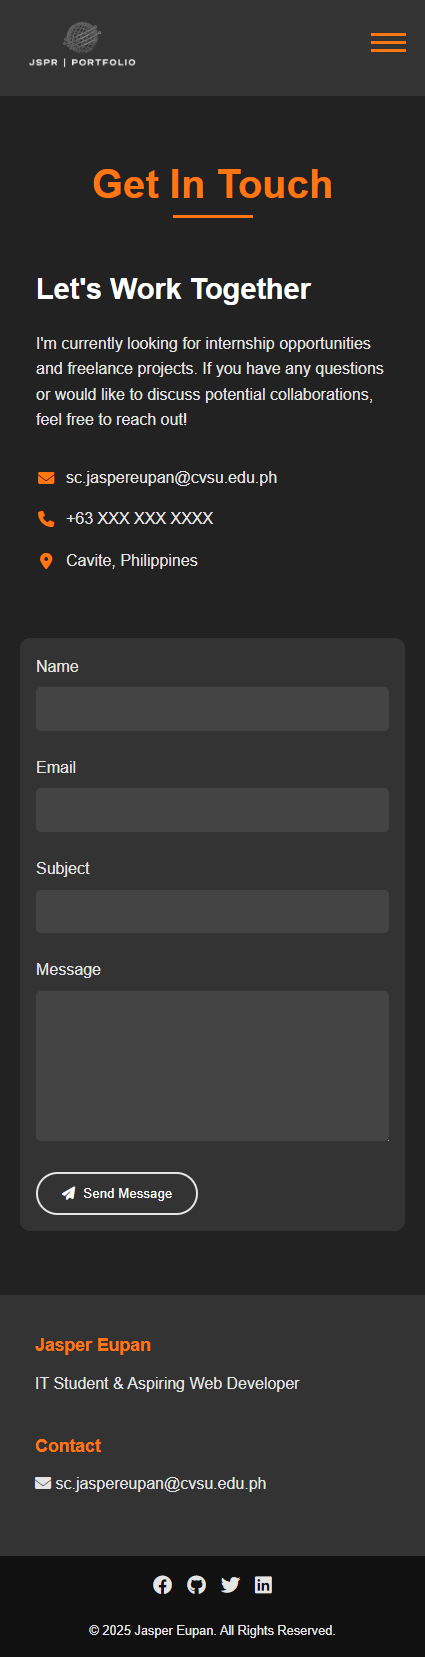 JSPR | PORTFOLIO
Get In Touch
Let's Work Together
I'm currently looking for internship opportunities
and freelance projects. If you have any questions
or would like to discuss potential collaborations,
feel free to reach out!
sc.jaspereupan@cvsu.edu.ph
+63 XXX XXX XXXX
Cavite, Philippines
Name
Email
Subject
Message
Send Message
Jasper Eupan
IT Student & Aspiring Web Developer
Contact
sc.jaspereupan@cvsu.edu.ph
© 2025 Jasper Eupan. All Rights Reserved.